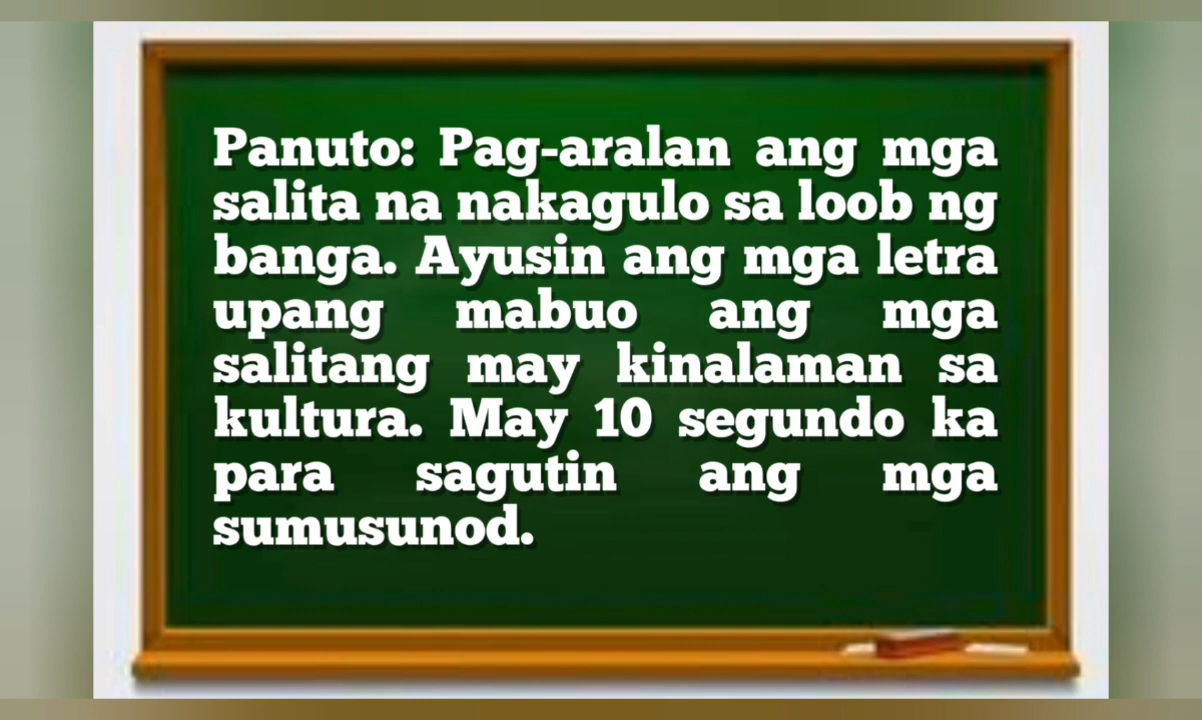 Panuto: Pag-aralan ang mga
salita na nakagulo sa loob ng
banga. Ayusin ang mga letra
upang mabuo ang mga
salitang may kinalaman sa
kultura. May 10 segundo ka
para sagutin ang mga
sumusunod.